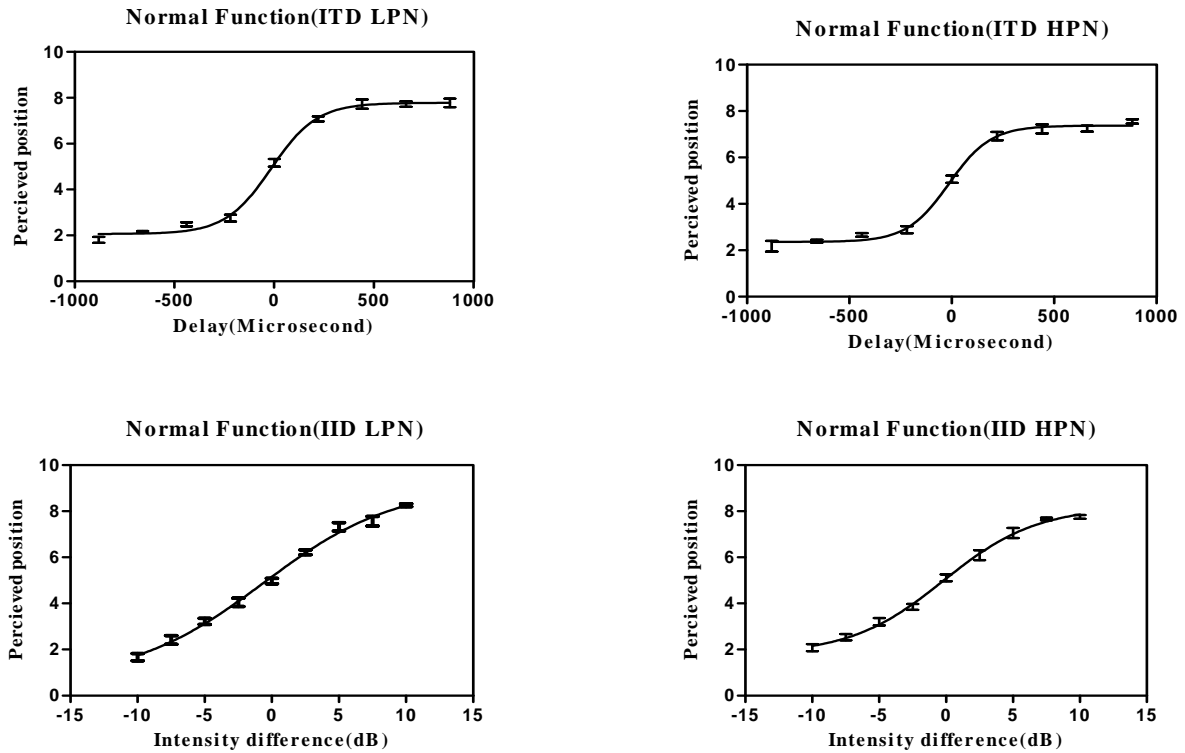 Normal Function(ITD LPN)
10
8
6
4
2
0
Percieved position
-1000 -500 0 500 1000
Delay(Microsecond)
Normal Function(ITD HPN)
10
8
6
4
2
0
Percieved position
-1000 -500 0 500 1000
Delay(Microsecond)
Normal Function(IID LPN)
10
8
6
4
2
0
Percieved position
-15 -10 -5 0 5 10 15
Intensity difference(dB)
Normal Function(IID HPN)
10
8
6
4
2
0
Percieved position
-15 -10 -5 0 5 10 15
Intensity difference(dB)